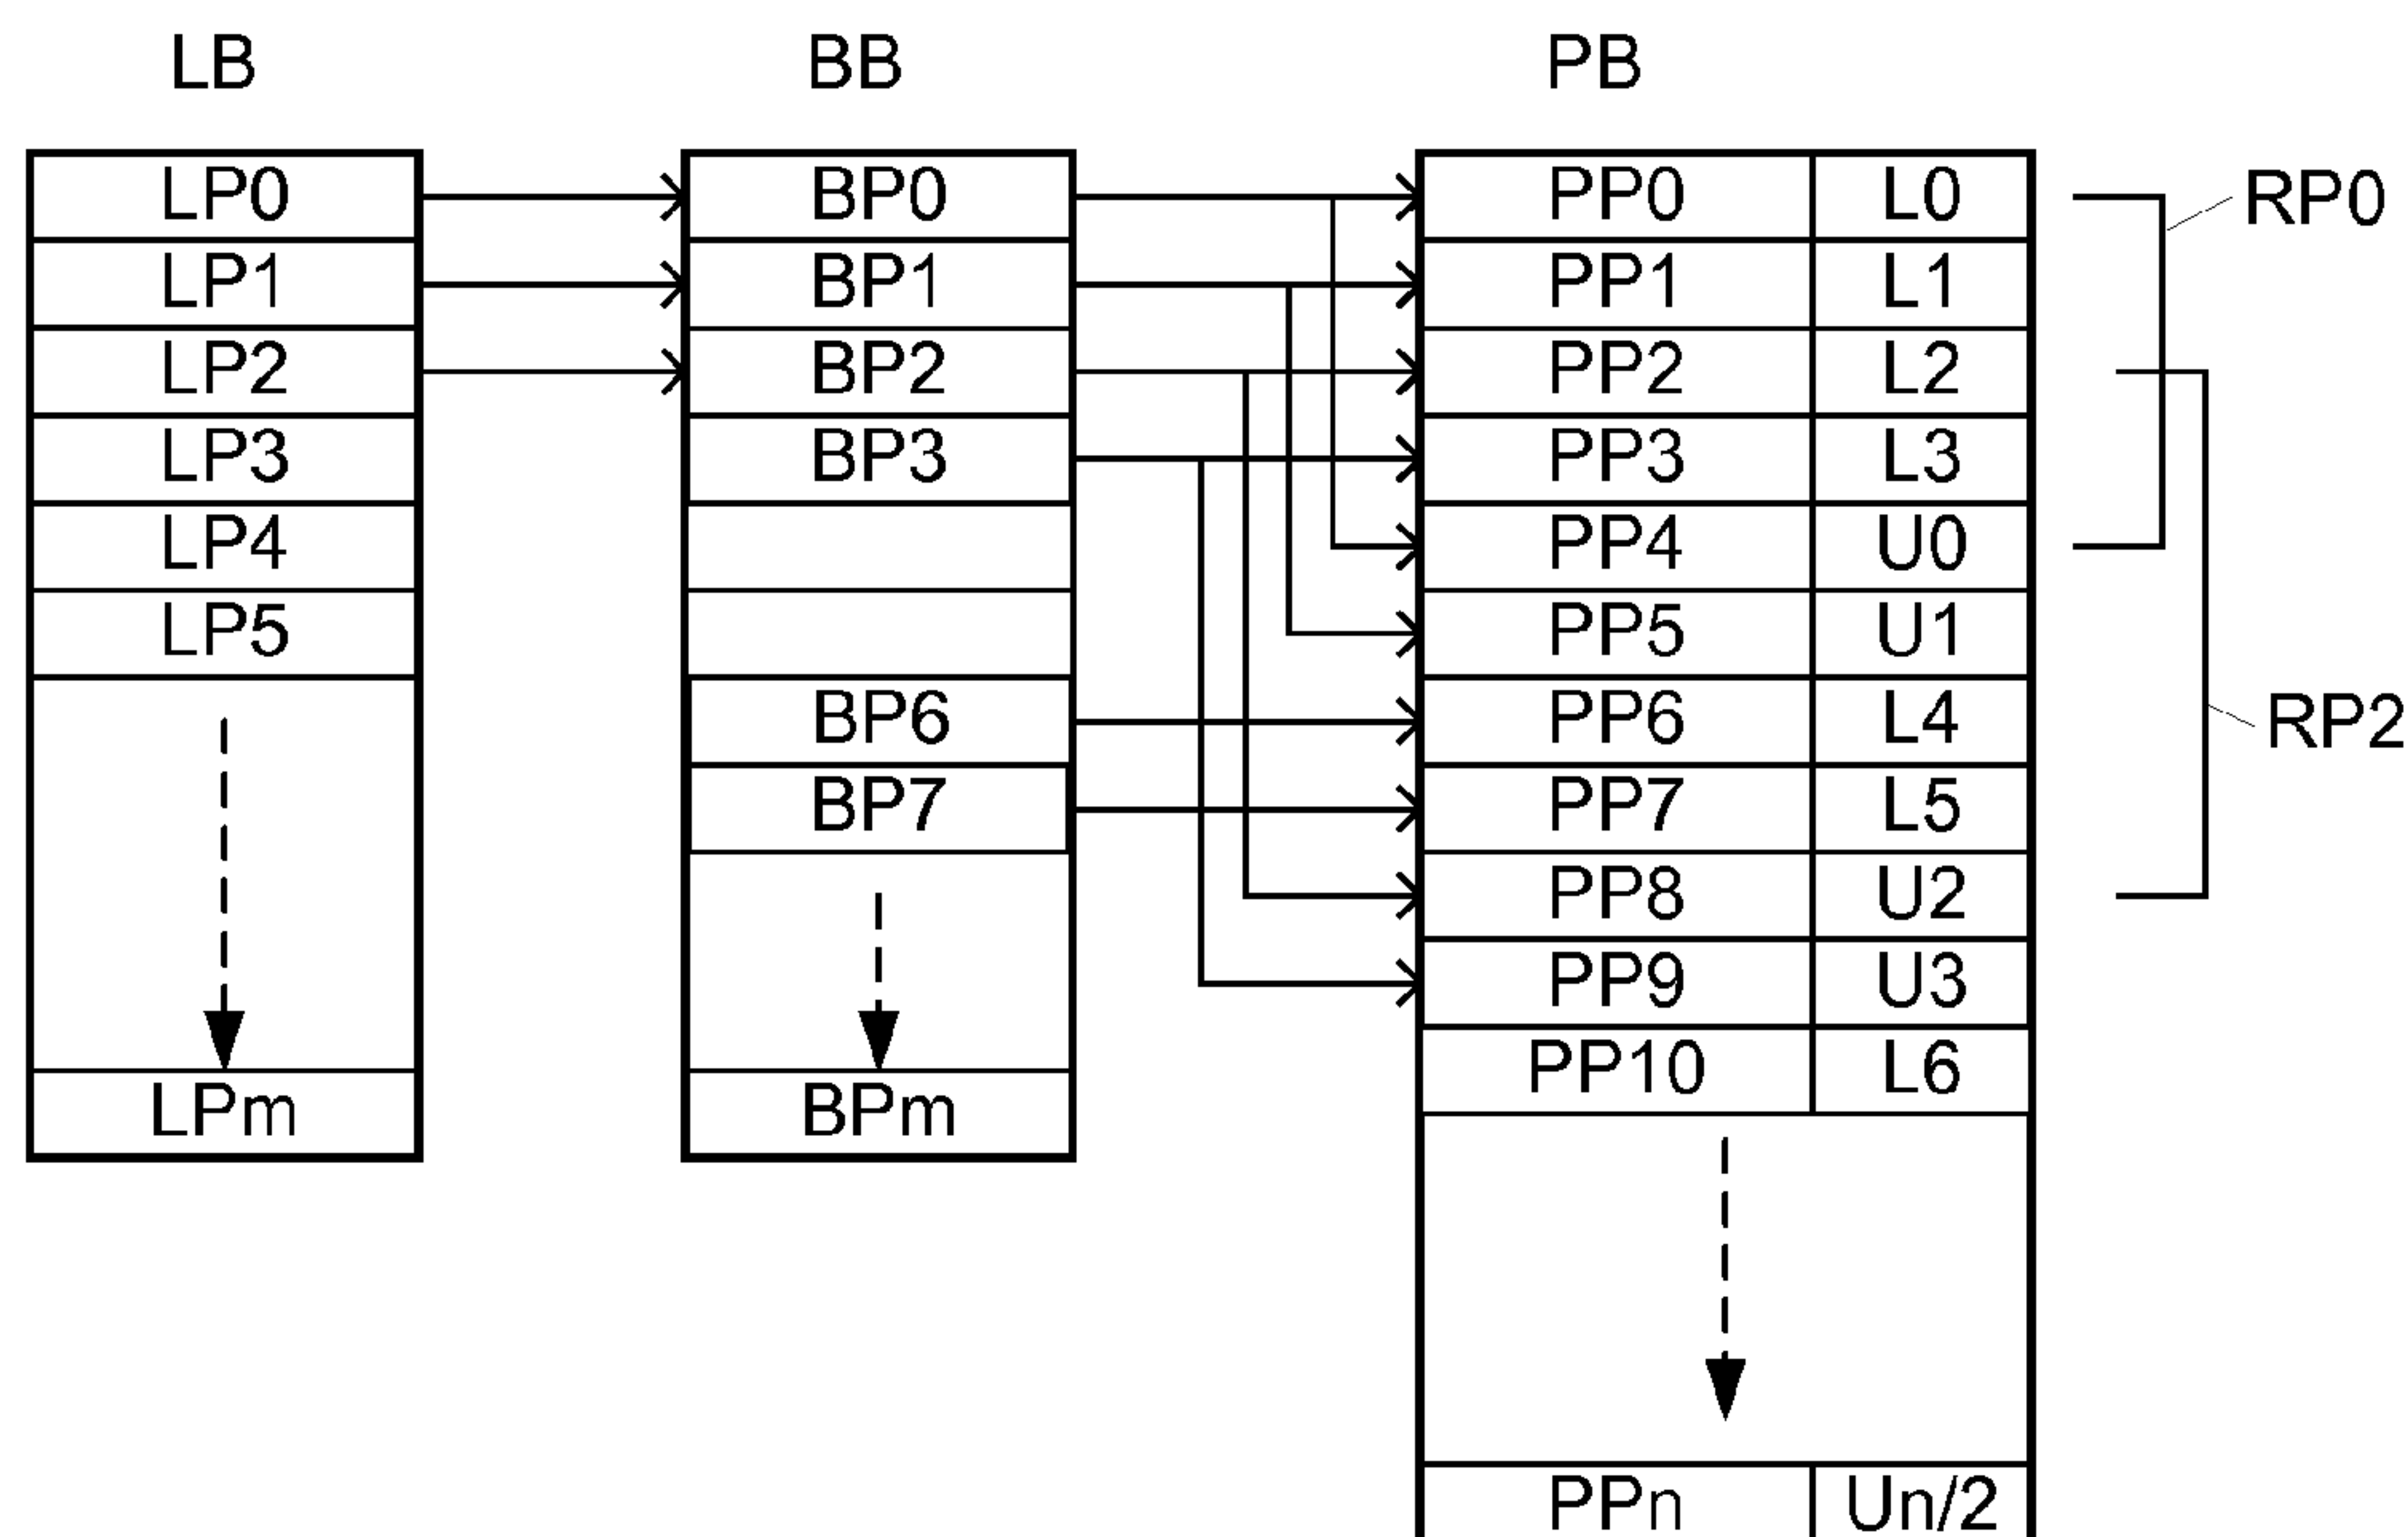 LB BB PB
LP0 BP0 PP0 L0 RP0
LP1 BP1 PP1 L1
LP2 BP2 PP2 L2
LP3 BP3 PP3 L3
LP4 PP4 U0
LP5 PP5 U1
BP6 PP6 L4 RP2
BP7 PP7 L5
PP8 U2
PP9 U3
PP10 L6
LPm BPm
PPn Un/2